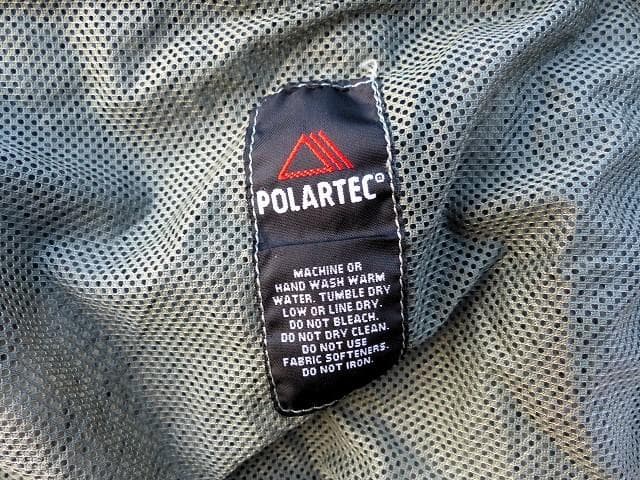 POLARTEC®
MACHINE OR
HAND WASH WARM
WATER. TUMBLE DRY
LOW OR LINE DRY.
DO NOT BLEACH.
DO NOT DRY CLEAN.
DO NOT USE
FABRIC SOFTENERS.
DO NOT IRON.